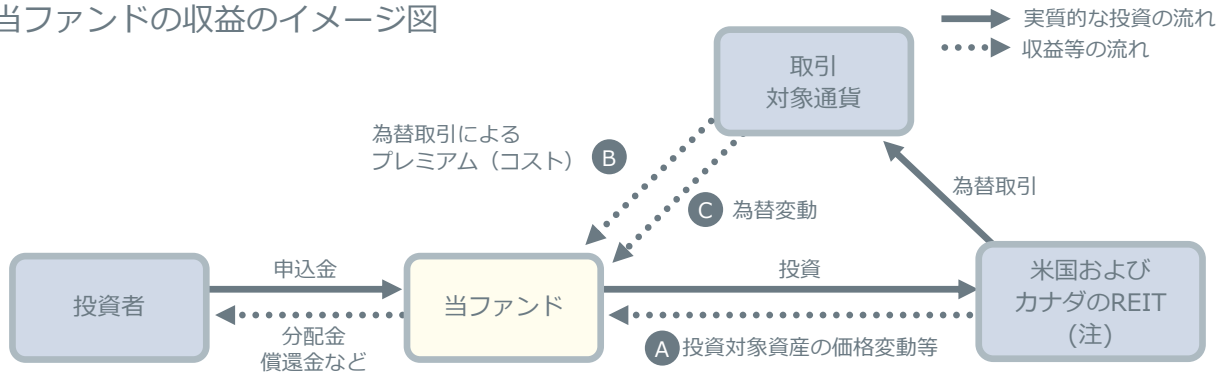 当ファンドの収益のイメージ図
実質的な投資の流れ
収益等の流れ
取引
対象通貨
為替取引による
プレミアム（コスト）
B
C
為替変動
為替取引
投資者
申込金
分配金
償還金など
当ファンド
投資
A
投資対象資産の価格変動等
米国および
カナダのREIT
(注)